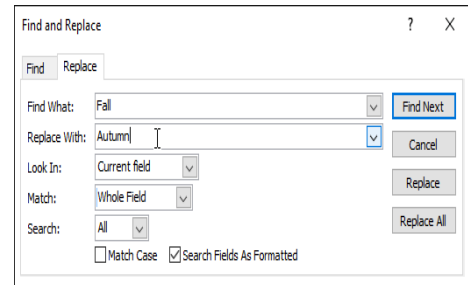 Find and Replace ? X
Find Replace
Find What: Fall Find Next
Replace With: Autumn Cancel
Look In: Current field
Match: Whole Field Replace
Search: All Replace All
Match Case Search Fields As Formatted